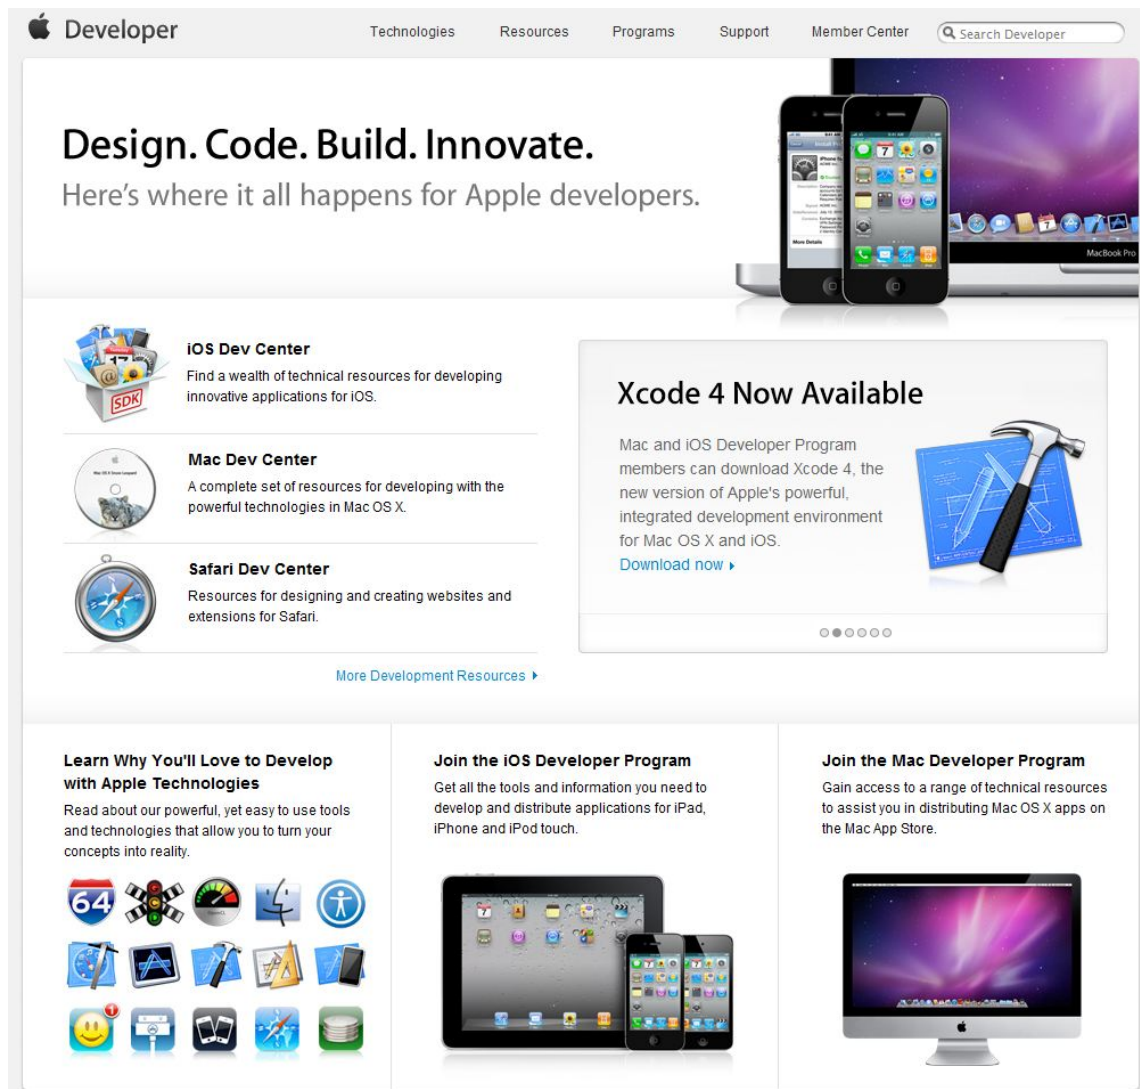 Developer
Technologies
Resources
Programs
Support
Member Center
Search Developer
Design. Code. Build. Innovate.
Here's where it all happens for Apple developers.
MacBook Pro
More Details
iOS Dev Center
Find a wealth of technical resources for developing
innovative applications for iOS.
SDK
Mac Dev Center
A complete set of resources for developing with the
powerful technologies in Mac OS X.
Safari Dev Center
Resources for designing and creating websites and
extensions for Safari.
More Development Resources
Xcode 4 Now Available
Mac and iOS Developer Program
members can download Xcode 4, the
new version of Apple's powerful,
integrated development environment
for Mac OS X and iOS.
Download now
Learn Why You'll Love to Develop
with Apple Technologies
Read about our powerful, yet easy to use tools
and technologies that allow you to turn your
concepts into reality.
64
1
Join the iOS Developer Program
Get all the tools and information you need to
develop and distribute applications for iPad,
iPhone and iPod touch.
Join the Mac Developer Program
Gain access to a range of technical resources
to assist you in distributing Mac OS X apps on
the Mac App Store.